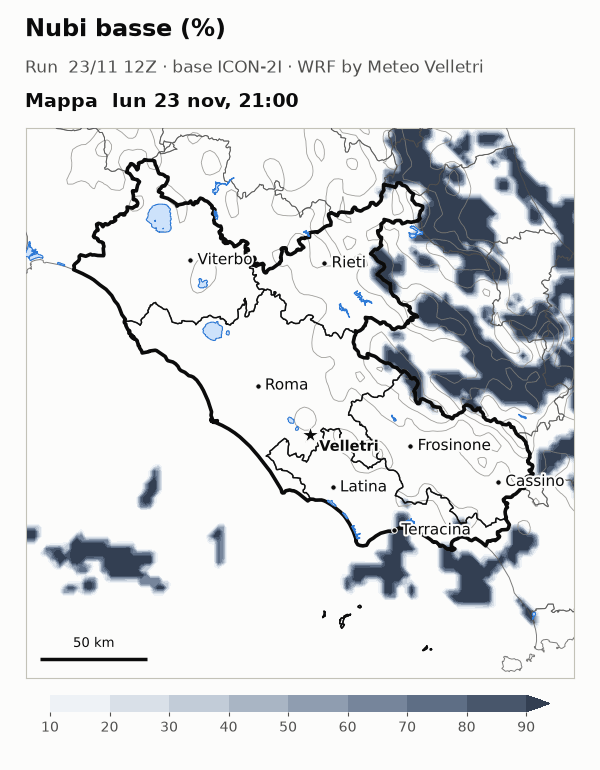 Nubi basse (%)
Run  23/11 12Z · base ICON-2I · WRF by Meteo Velletri
Mappa  lun 23 nov, 21:00
Viterbo
Rieti
Roma
Velletri
Frosinone
Cassino
Latina
Terracina
50 km
10 20 30 40 50 60 70 80 90